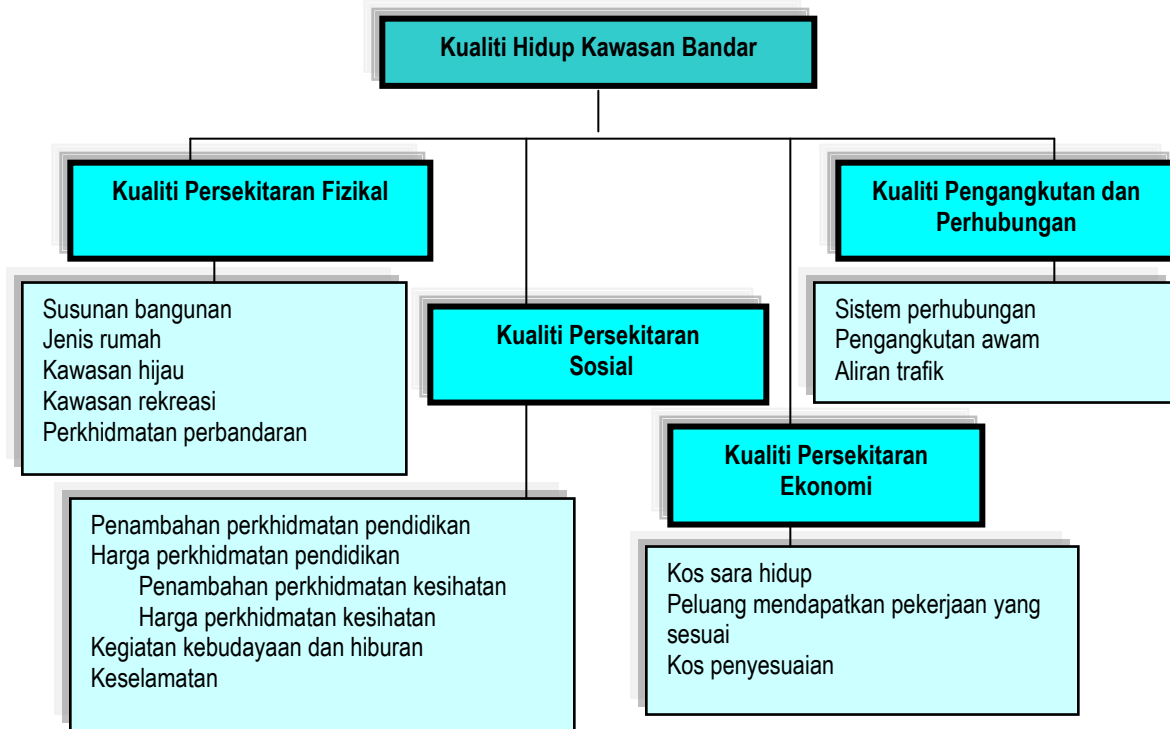 Kualiti Hidup Kawasan Bandar
Kualiti Persekitaran Fizikal
Susunan bangunan
Jenis rumah
Kawasan hijau
Kawasan rekreasi
Perkhidmatan perbandaran
Kualiti Persekitaran
Sosial
Penambahan perkhidmatan pendidikan
Harga perkhidmatan pendidikan
Penambahan perkhidmatan kesihatan
Harga perkhidmatan kesihatan
Kegiatan kebudayaan dan hiburan
Keselamatan
Kualiti Persekitaran
Ekonomi
Kos sara hidup
Peluang mendapatkan pekerjaan yang
sesuai
Kos penyesuaian
Kualiti Pengangkutan dan
Perhubungan
Sistem perhubungan
Pengangkutan awam
Aliran trafik